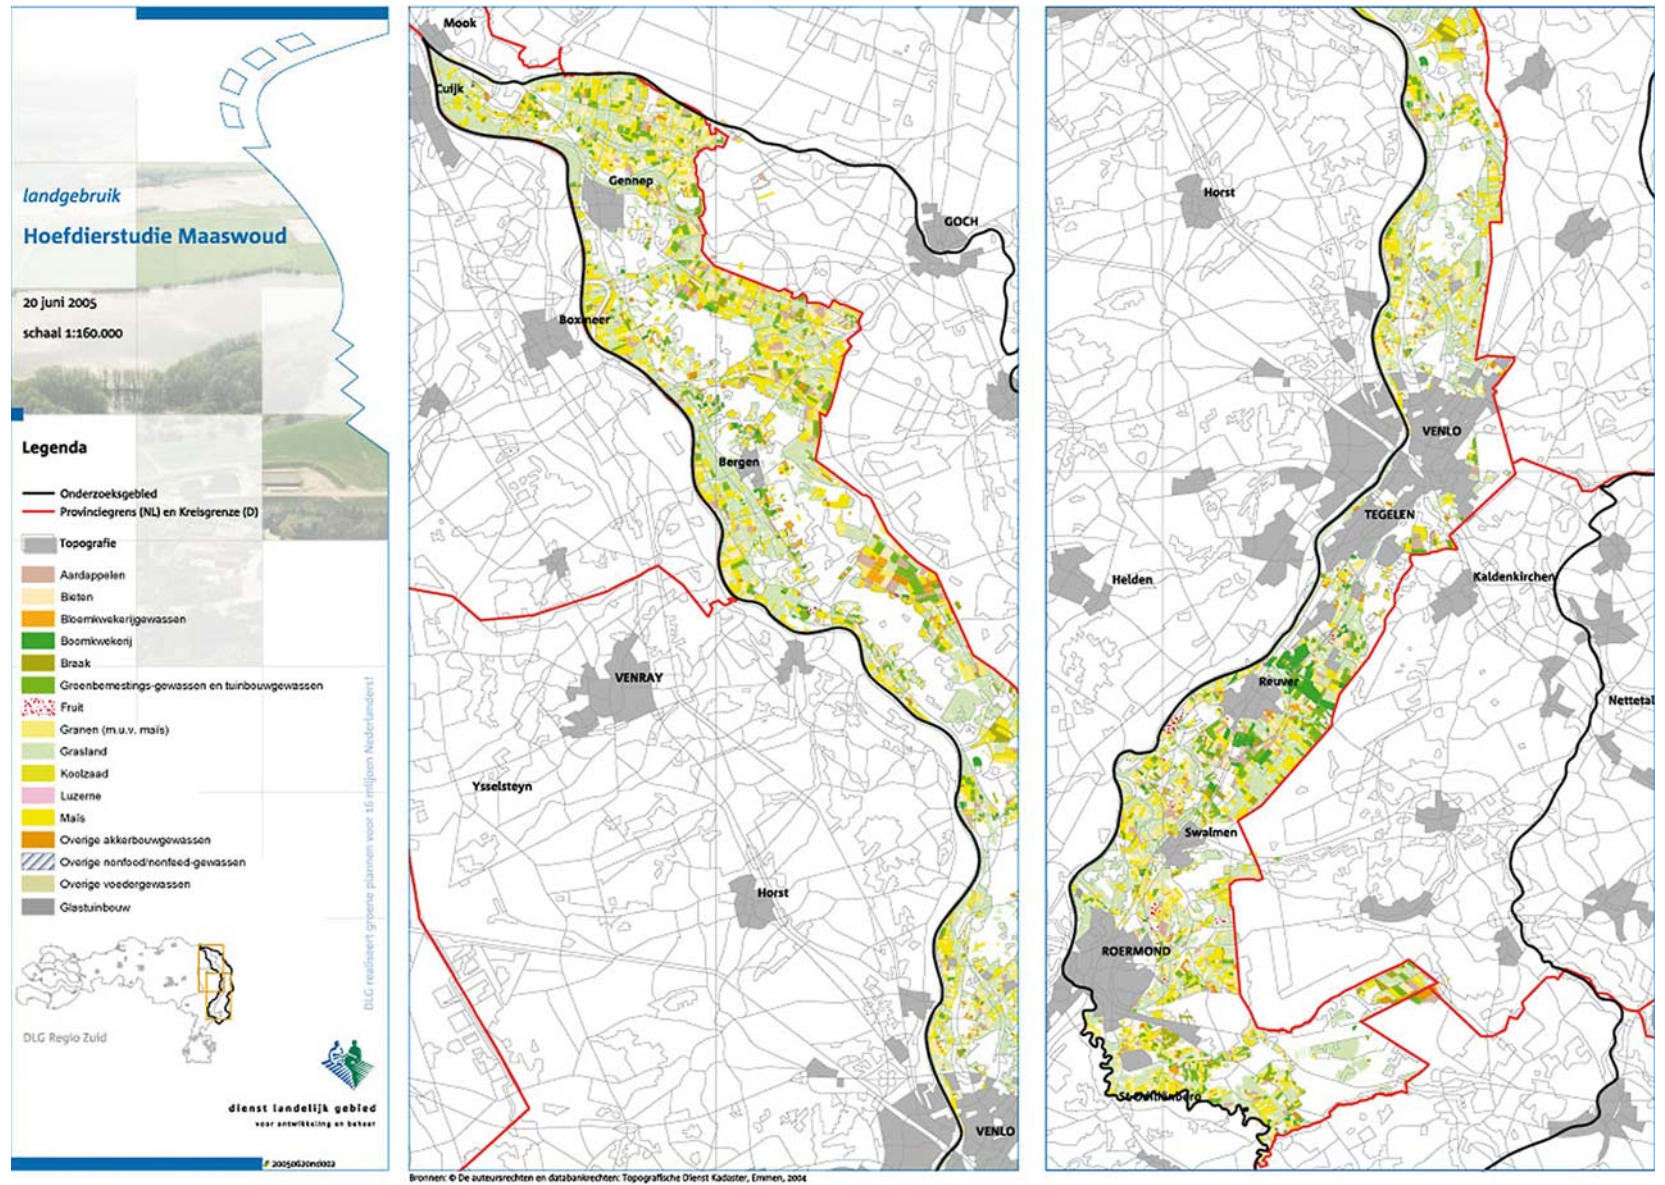 landgebruik
Hoefdierstudie Maaswoud
20 juni 2005
schaal 1:160.000
Legenda
Onderzoeksgebied
Provinciegrens (NL) en Kreisgrenze (D)
Topografie
Aardappelen
Bieten
Bloemkwekerijgewassen
Boomkwekerij
Braak
Groenbemestings-gewassen en tuinbouwgewassen
Fruit
Granen (m.u.v. maïs)
Grasland
Koolzaad
Luzerne
Maïs
Overige akkerbouwgewassen
Overige nonfood/nonfeed-gewassen
Overige voedergewassen
Glastuinbouw
DLG realiseert groene plannen voor 16 miljoen Nederlanders!
DLG Regio Zuid
dienst landelijk gebied
voor ontwikkeling en beheer
Mook
Cuijk
Gennep
GOCH
Boxmeer
Bergen
VENRAY
Ysselsteyn
Horst
VENLO
Bronnen: © De auteursrechten en databankrechten: Topografische Dienst Kadaster, Emmen, 2004
Horst
VENLO
TEGELEN
Helden
Kaldenkirchen
Reuver
Nettetal
Swalmen
ROERMOND